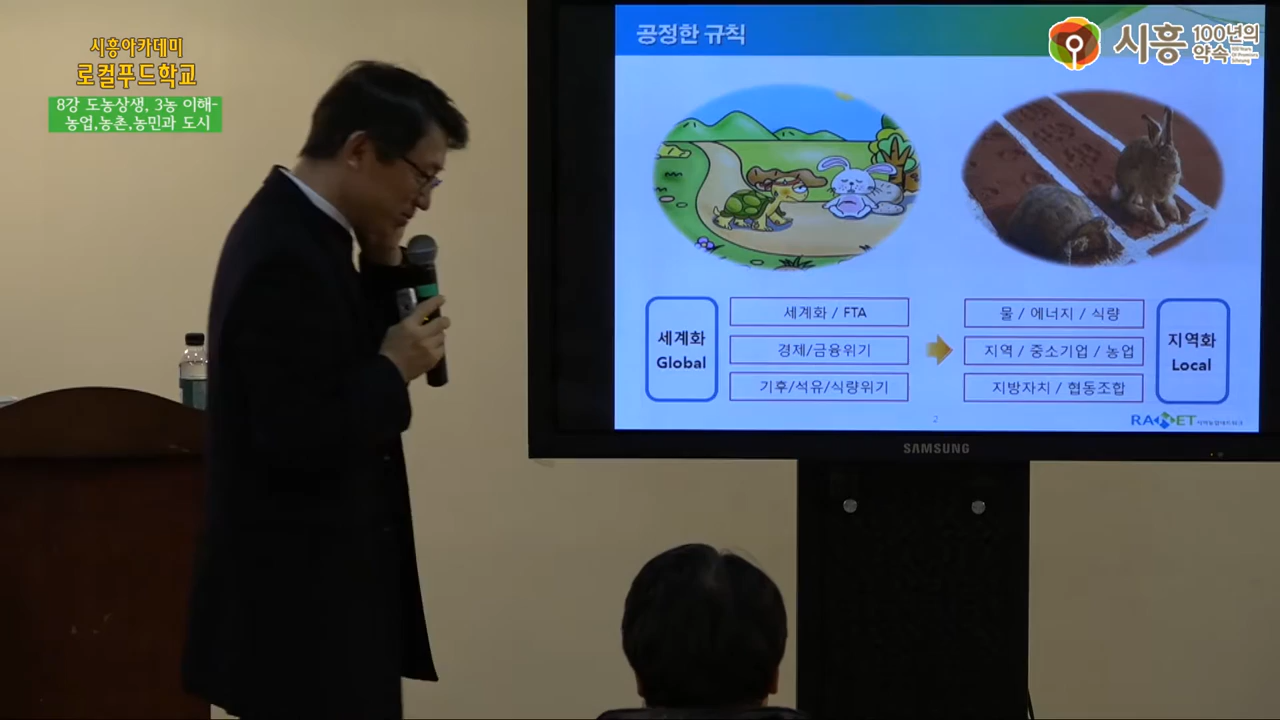 시흥아카데미
로컬푸드학교
8강 도농상생, 3농 이해-
농업,농촌,농민과 도시
공정한 규칙
시흥 100년의 약속
세계화
Global
세계화 / FTA
경제/금융위기
기후/석유/식량위기
물 / 에너지 / 식량
지역 / 중소기업 / 농업
지방자치 / 협동조합
지역화
Local
2
SAMSUNG